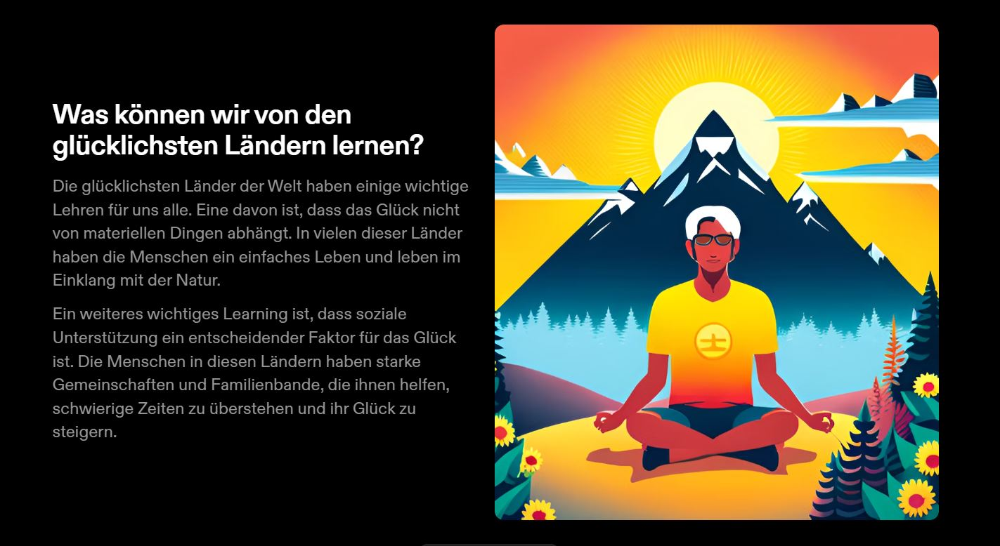 Was können wir von den
glücklichsten Ländern lernen?
Die glücklichsten Länder der Welt haben einige wichtige
Lehren für uns alle. Eine davon ist, dass das Glück nicht
von materiellen Dingen abhängt. In vielen dieser Länder
haben die Menschen ein einfaches Leben und leben im
Einklang mit der Natur.
Ein weiteres wichtiges Learning ist, dass soziale
Unterstützung ein entscheidender Faktor für das Glück
ist. Die Menschen in diesen Ländern haben starke
Gemeinschaften und Familienbande, die ihnen helfen,
schwierige Zeiten zu überstehen und ihr Glück zu
steigern.